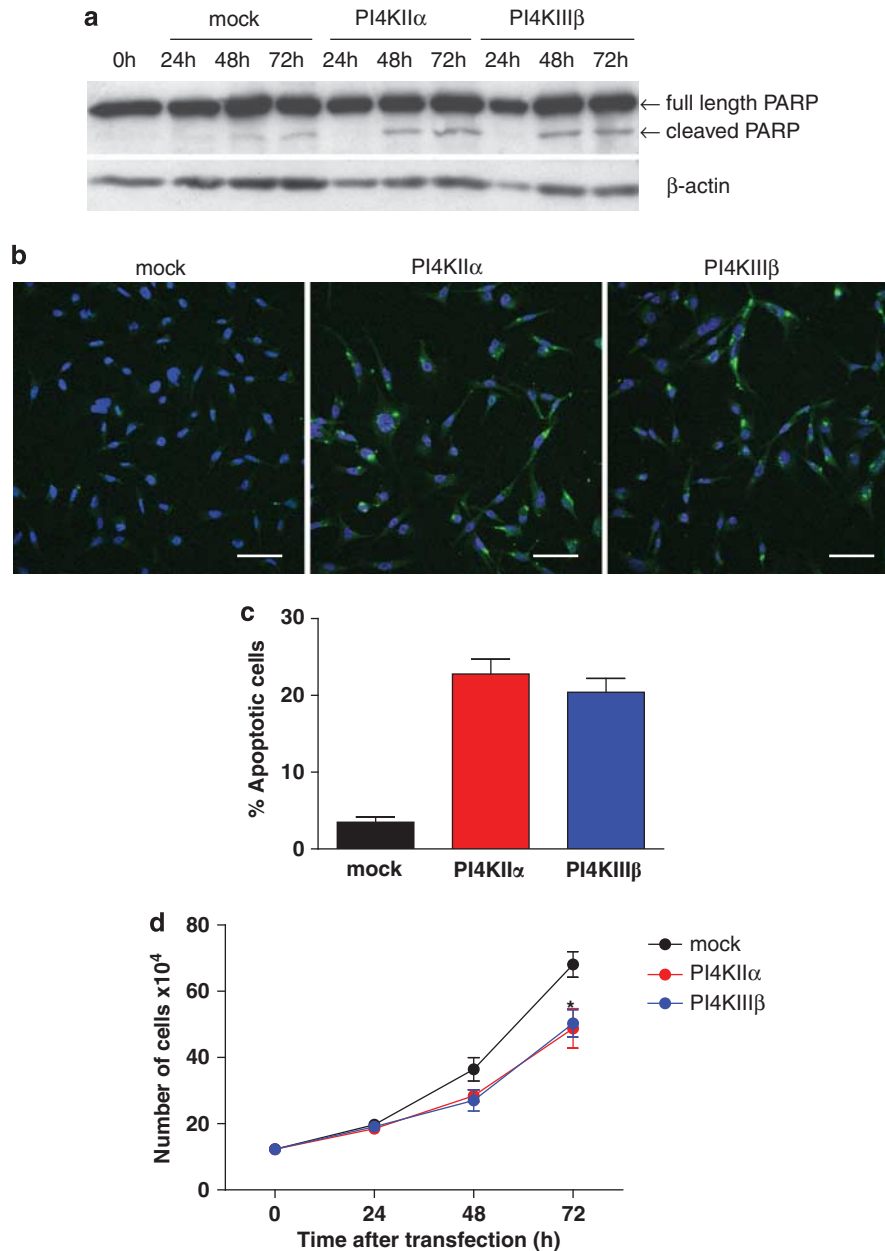 a
mock PI4KIIα PI4KIIIβ
0h 24h 48h 72h 24h 48h 72h 24h 48h 72h
← full length PARP
← cleaved PARP
β-actin
b
mock PI4KIIα PI4KIIIβ
c
% Apoptotic cells
30
20
10
0
mock PI4KIIα PI4KIIIβ
d
Number of cells x10⁴
80
60
40
20
0
*
mock
PI4KIIα
PI4KIIIβ
0 24 48 72
Time after transfection (h)